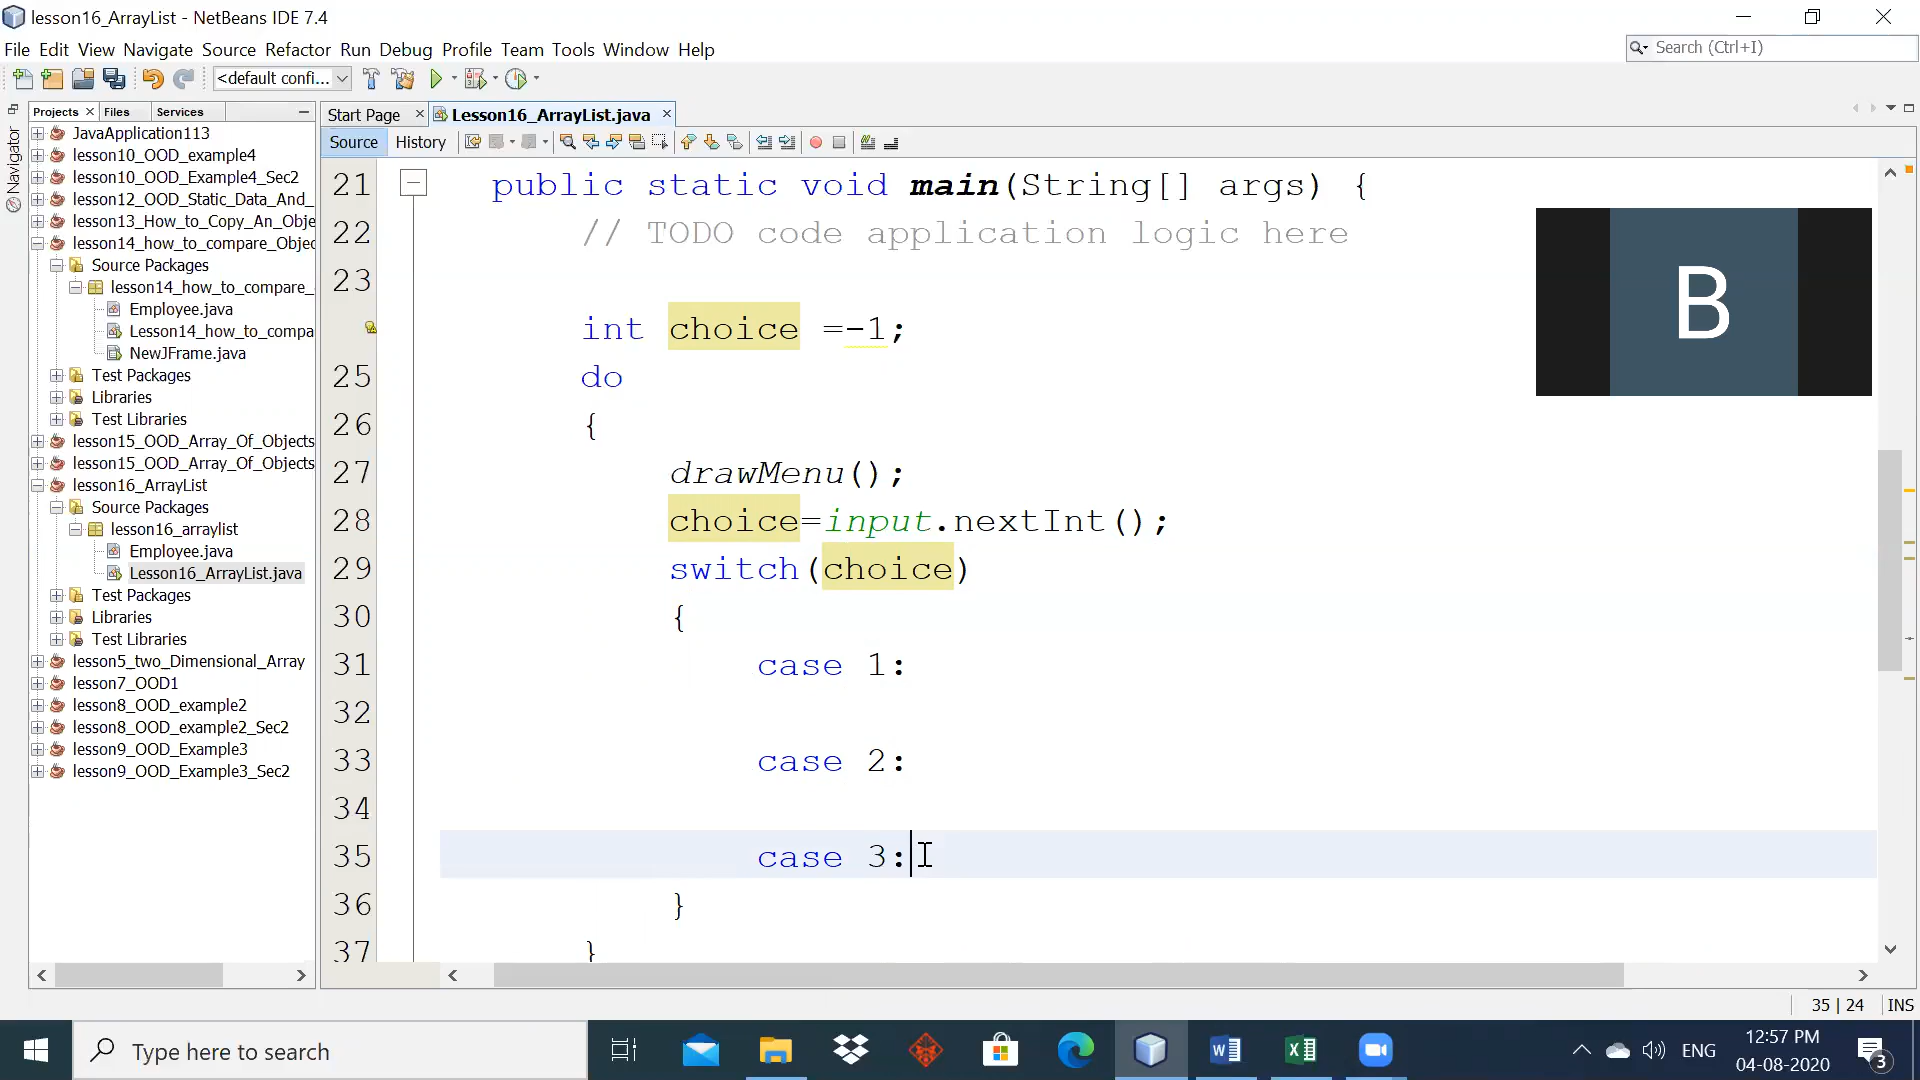 lesson16_ArrayList - NetBeans IDE 7.4
File Edit View Navigate Source Refactor Run Debug Profile Team Tools Window Help
Search (Ctrl+I)
<default confi...
Projects Files Services
Start Page Lesson16_ArrayList.java
Source History
Navigator
JavaApplication113
lesson10_OOD_example4
lesson10_OOD_Example4_Sec2
lesson12_OOD_Static_Data_And_
lesson13_How_to_Copy_An_Obje
lesson14_how_to_compare_Objec
Source Packages
lesson14_how_to_compare_
Employee.java
Lesson14_how_to_compa
NewJFrame.java
Test Packages
Libraries
Test Libraries
lesson15_OOD_Array_Of_Objects
lesson15_OOD_Array_Of_Objects
lesson16_ArrayList
Source Packages
lesson16_arraylist
Employee.java
Lesson16_ArrayList.java
Test Packages
Libraries
Test Libraries
lesson5_two_Dimensional_Array
lesson7_OOD1
lesson8_OOD_example2
lesson8_OOD_example2_Sec2
lesson9_OOD_Example3
lesson9_OOD_Example3_Sec2
21 public static void main(String[] args) {
22 // TODO code application logic here
23
int choice =-1;
25 do
26 {
27 drawMenu();
28 choice=input.nextInt();
29 switch(choice)
30 {
31 case 1:
32
33 case 2:
34
35 case 3:
36 }
37 }
B
35 | 24 INS
Type here to search
ENG
12:57 PM
04-08-2020
3